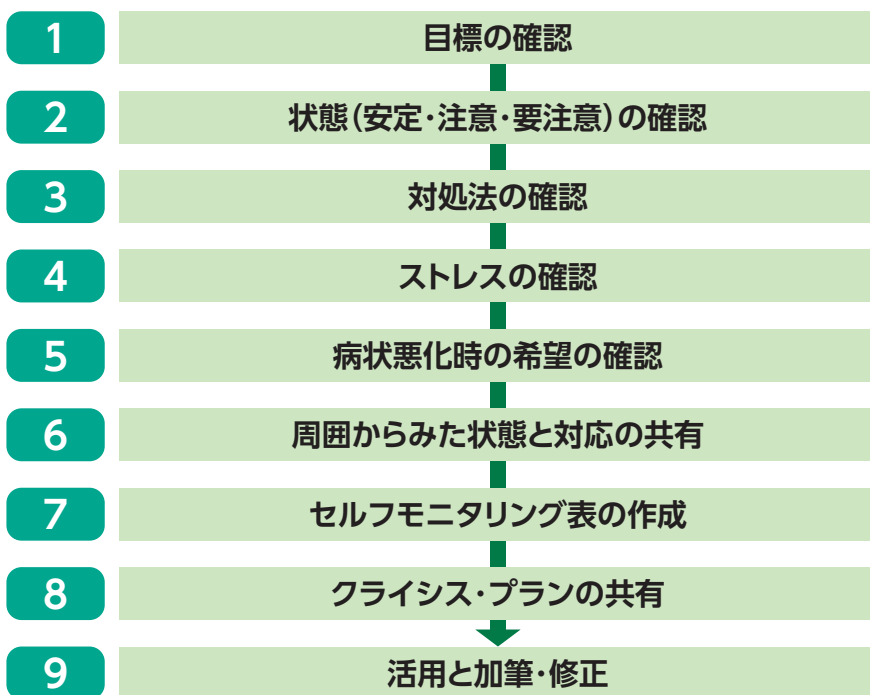 1 目標の確認
2 状態(安定・注意・要注意)の確認
3 対処法の確認
4 ストレスの確認
5 病状悪化時の希望の確認
6 周囲からみた状態と対応の共有
7 セルフモニタリング表の作成
8 クライシス・プランの共有
9 活用と加筆・修正